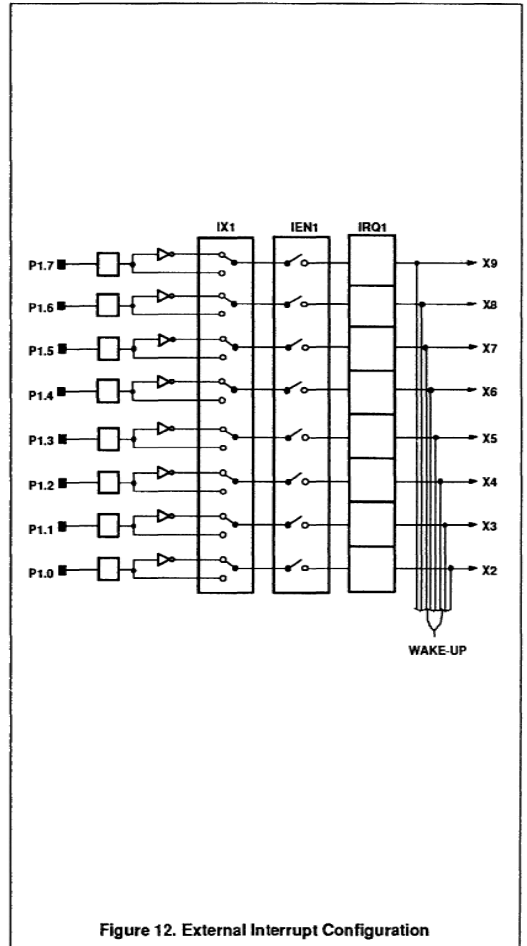 IX1 IEN1 IRQ1
P1.7 X9
P1.6 X8
P1.5 X7
P1.4 X6
P1.3 X5
P1.2 X4
P1.1 X3
P1.0 X2
WAKE-UP
Figure 12. External Interrupt Configuration